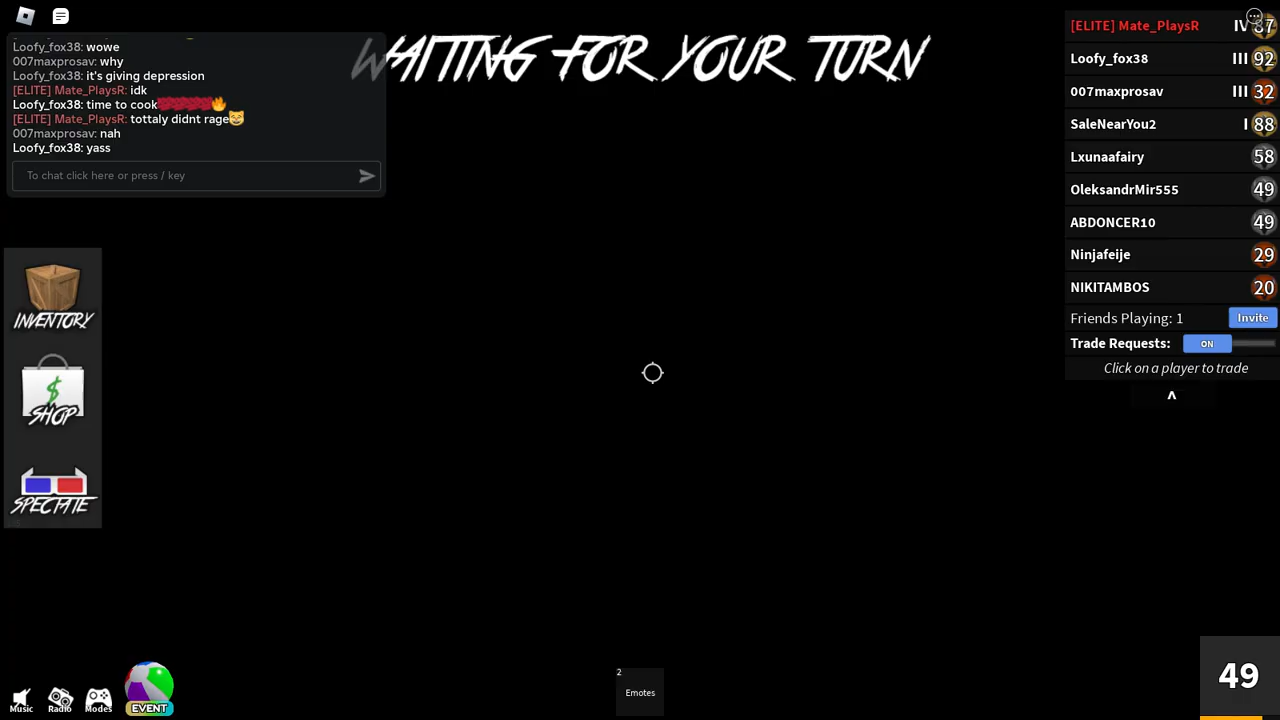 WAITING FOR YOUR TURN
Loofy_fox38: wowe
007maxprosav: why
Loofy_fox38: it's giving depression
[ELITE] Mate_PlaysR: idk
Loofy_fox38: time to cook
[ELITE] Mate_PlaysR: tottaly didnt rage😸
007maxprosav: nah
Loofy_fox38: yass
To chat click here or press / key
INVENTORY
$
SHOP
SPECTATE
Music
Radio
Modes
EVENT
2
Emotes
[ELITE] Mate_PlaysR IV 87
Loofy_fox38 III 92
007maxprosav III 32
SaleNearYou2 I 88
Lxunaafairy 58
OleksandrMir555 49
ABDONCER10 49
Ninjafeije 29
NIKITAMBOS 20
Friends Playing: 1 Invite
Trade Requests: ON
Click on a player to trade
^
49